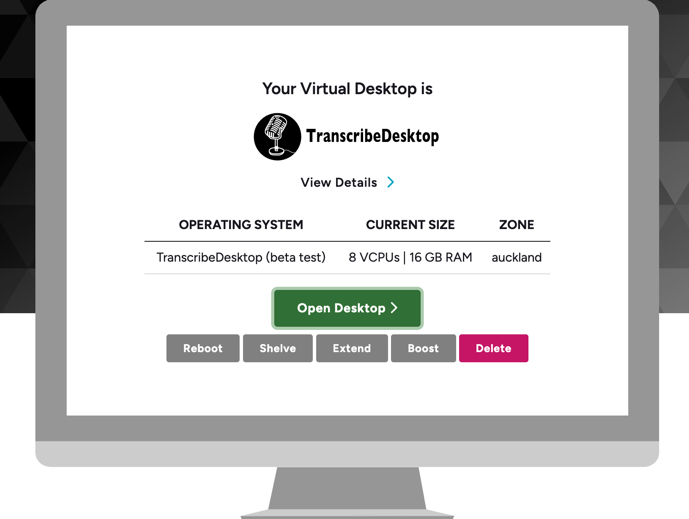 Your Virtual Desktop is
TranscribeDesktop
View Details
OPERATING SYSTEM CURRENT SIZE ZONE
TranscribeDesktop (beta test) 8 VCPUs | 16 GB RAM auckland
Open Desktop
Reboot Shelve Extend Boost Delete